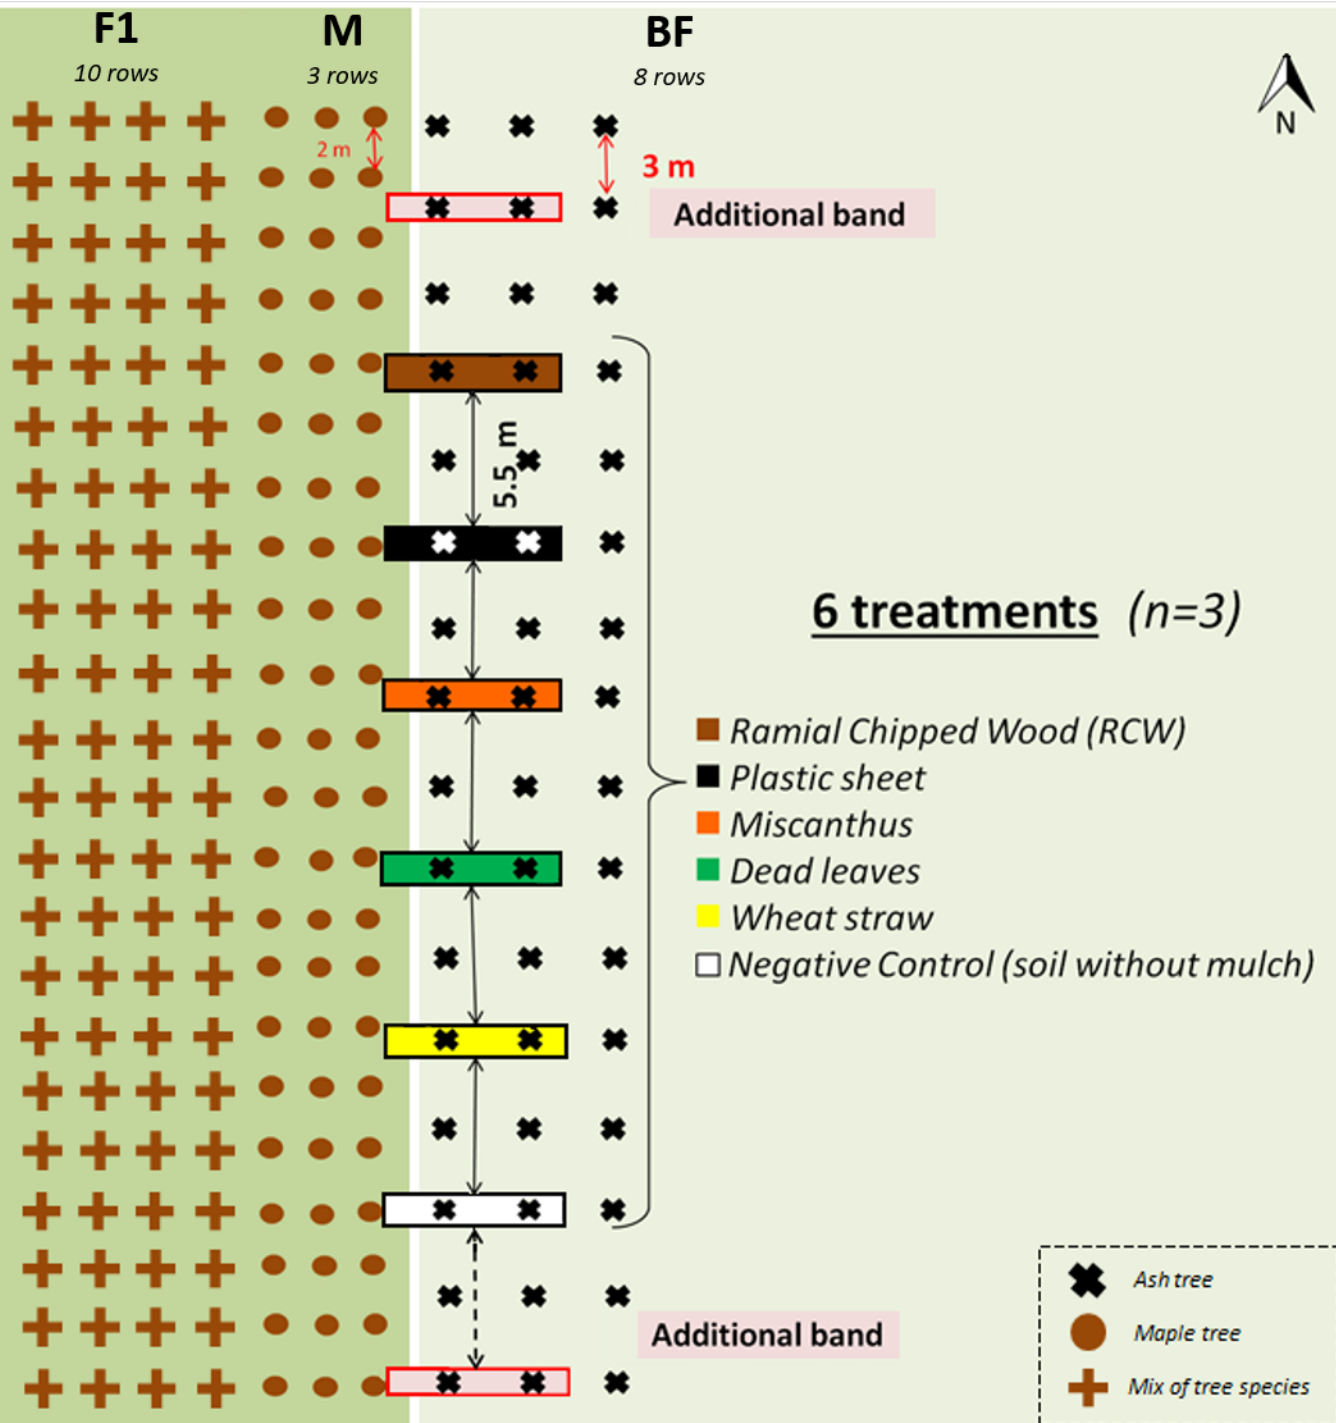 F1
M
BF
10 rows
3 rows
8 rows
N
2 m
3 m
Additional band
5.5 m
6 treatments (n=3)
Ramial Chipped Wood (RCW)
Plastic sheet
Miscanthus
Dead leaves
Wheat straw
Negative Control (soil without mulch)
Additional band
Ash tree
Maple tree
Mix of tree species